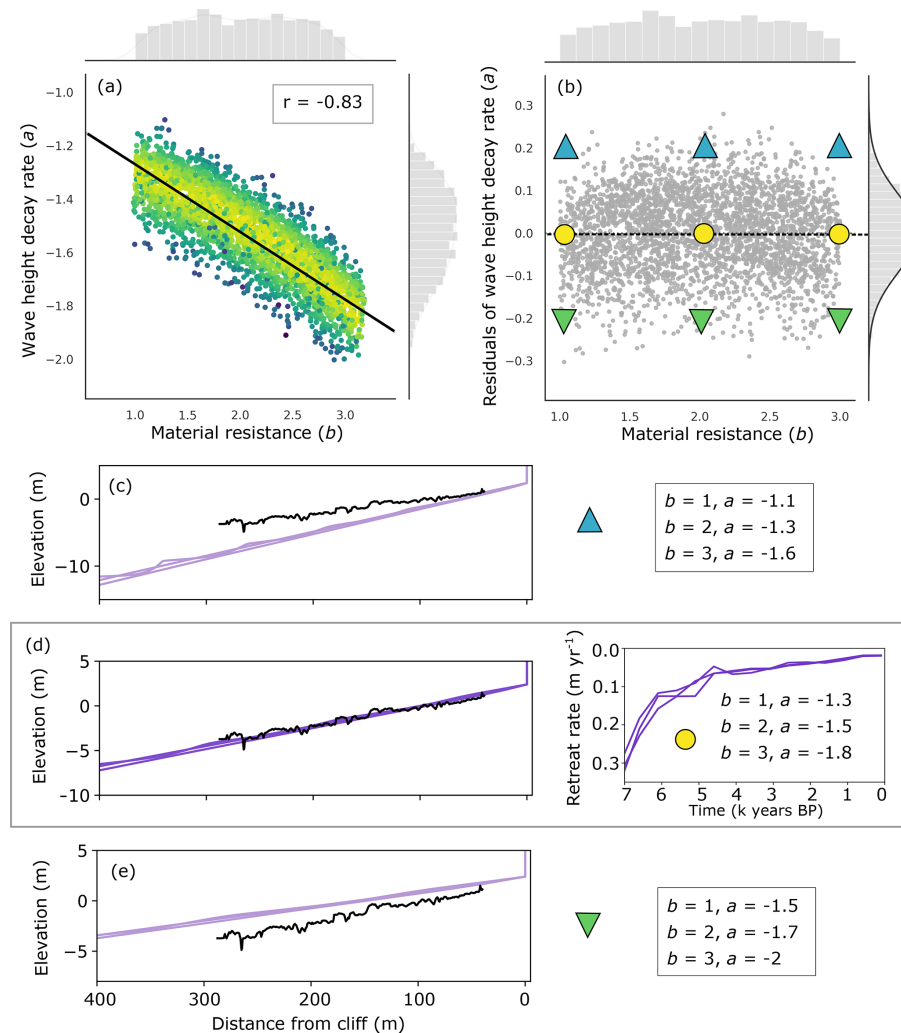 (a)
r = -0.83
−1.0
−1.2
−1.4
−1.6
−1.8
−2.0
Wave height decay rate (a)
1.0 1.5 2.0 2.5 3.0
Material resistance (b)
(b)
0.3
0.2
0.1
0.0
−0.1
−0.2
−0.3
Residuals of wave height decay rate (a)
1.0 1.5 2.0 2.5 3.0
Material resistance (b)
(c)
0
−10
Elevation (m)
b = 1, a = -1.1
b = 2, a = -1.3
b = 3, a = -1.6
(d)
5
0
−5
-10
Elevation (m)
0.0
0.1
0.2
0.3
Retreat rate (m yr⁻¹)
b = 1, a = -1.3
b = 2, a = -1.5
b = 3, a = -1.8
7 6 5 4 3 2 1 0
Time (k years BP)
(e)
5
0
−5
Elevation (m)
400 300 200 100 0
Distance from cliff (m)
b = 1, a = -1.5
b = 2, a = -1.7
b = 3, a = -2